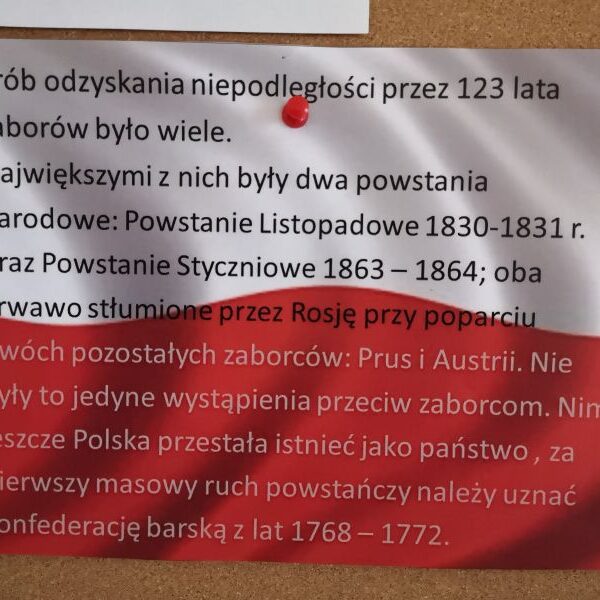 rób odzyskania niepodległości przez 123 lata
aborów było wiele.
ajwiększymi z nich były dwa powstania
arodowe: Powstanie Listopadowe 1830-1831 r.
raz Powstanie Styczniowe 1863 – 1864; oba
rwawo stłumione przez Rosję przy poparciu
wóch pozostałych zaborców: Prus i Austrii. Nie
yły to jedyne wystąpienia przeciw zaborcom. Nim
eszcze Polska przestała istnieć jako państwo , za
ierwszy masowy ruch powstańczy należy uznać
onfederację barską z lat 1768 – 1772.